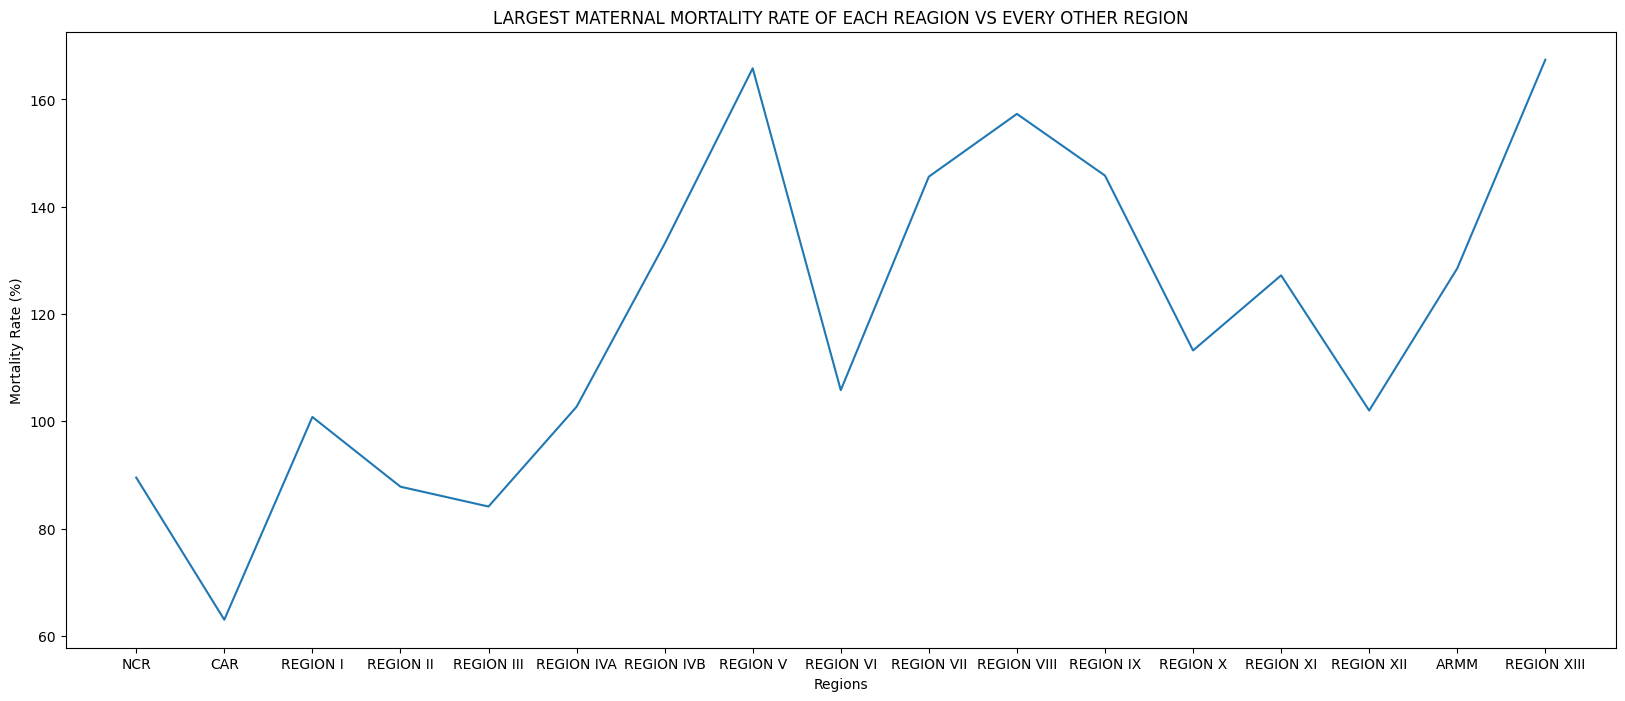 LARGEST MATERNAL MORTALITY RATE OF EACH REAGION VS EVERY OTHER REGION
Mortality Rate (%)
160
140
120
100
80
60
NCR CAR REGION I REGION II REGION III REGION IVA REGION IVB REGION V REGION VI REGION VII REGION VIII REGION IX REGION X REGION XI REGION XII ARMM REGION XIII
Regions